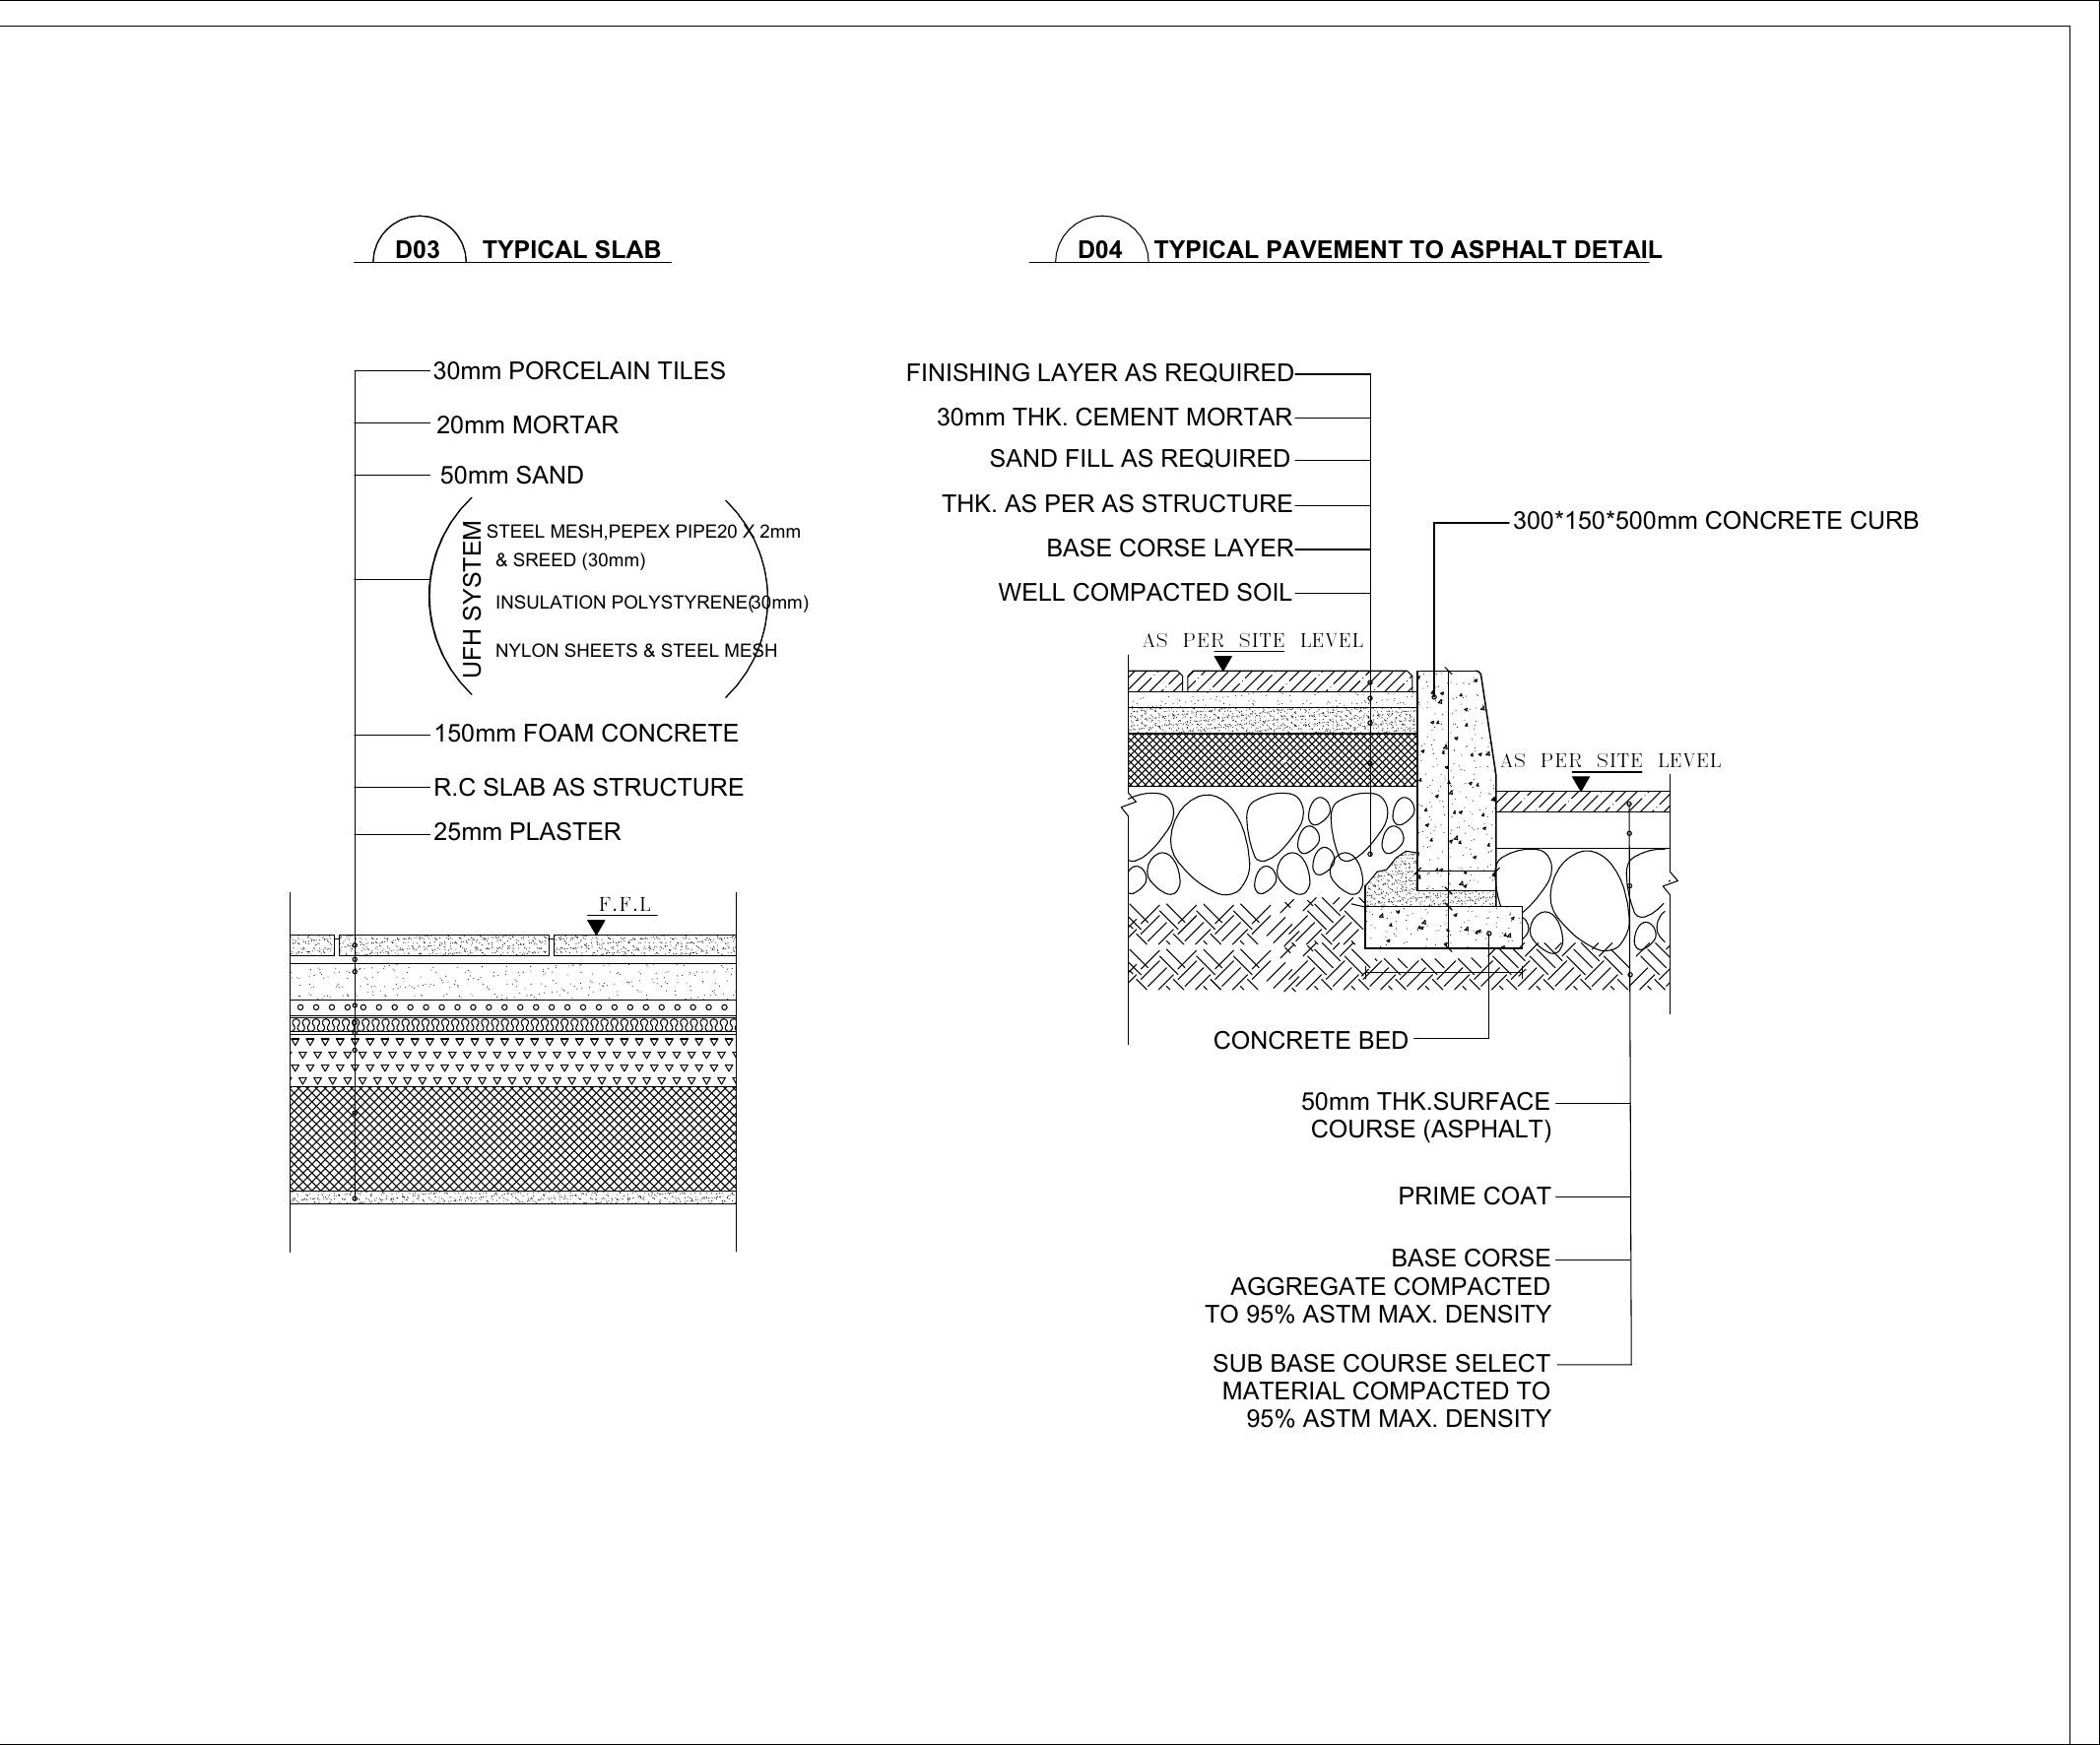 D03 TYPICAL SLAB
30mm PORCELAIN TILES
20mm MORTAR
50mm SAND
UFH SYSTEM
STEEL MESH,PEPEX PIPE20 X 2mm
& SREED (30mm)
INSULATION POLYSTYRENE(30mm)
NYLON SHEETS & STEEL MESH
150mm FOAM CONCRETE
R.C SLAB AS STRUCTURE
25mm PLASTER
F.F.L
D04 TYPICAL PAVEMENT TO ASPHALT DETAIL
FINISHING LAYER AS REQUIRED
30mm THK. CEMENT MORTAR
SAND FILL AS REQUIRED
THK. AS PER AS STRUCTURE
BASE CORSE LAYER
WELL COMPACTED SOIL
AS PER SITE LEVEL
300*150*500mm CONCRETE CURB
AS PER SITE LEVEL
CONCRETE BED
50mm THK.SURFACE
COURSE (ASPHALT)
PRIME COAT
BASE CORSE
AGGREGATE COMPACTED
TO 95% ASTM MAX. DENSITY
SUB BASE COURSE SELECT
MATERIAL COMPACTED TO
95% ASTM MAX. DENSITY